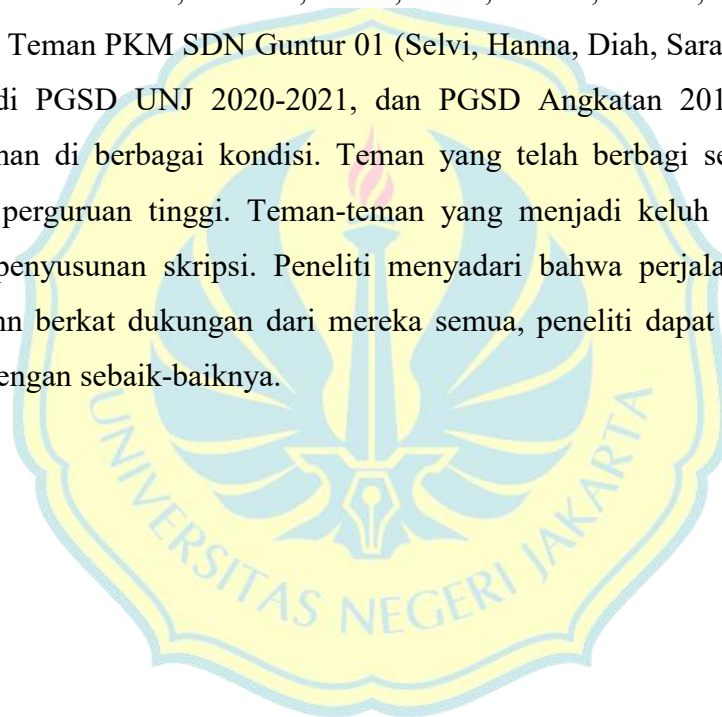 Teman PKM SDN Guntur 01 (Selvi, Hanna, Diah, Sara
di PGSD UNJ 2020-2021, dan PGSD Angkatan 201
di berbagai kondisi. Teman yang telah berbagi se
perguruan tinggi. Teman-teman yang menjadi keluh
penyusunan skripsi. Peneliti menyadari bahwa perjala
berkat dukungan dari mereka semua, peneliti dapat
engan sebaik-baiknya.
UNIVERSITAS NEGERI JAKARTA